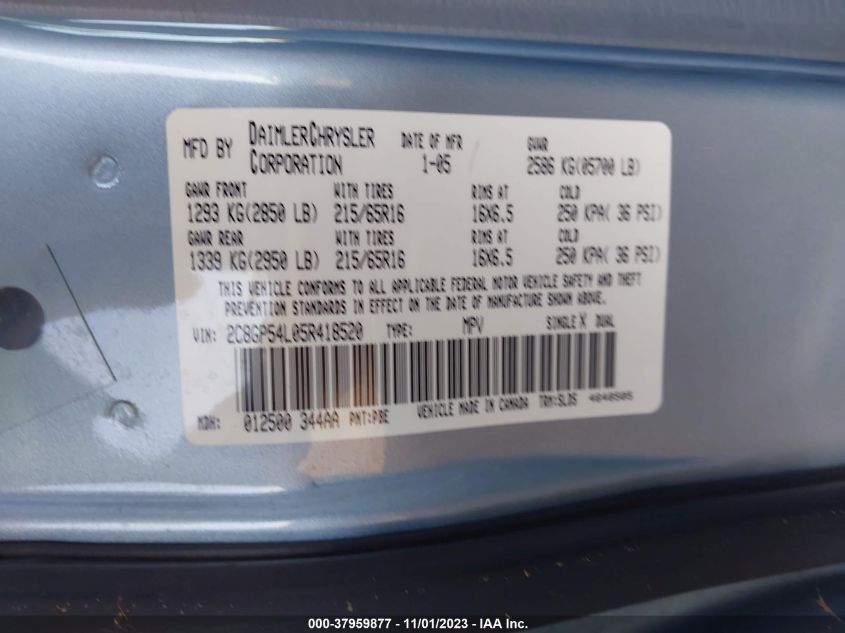 MFD BY DAIMLERCHRYSLER CORPORATION DATE OF MFR 1-05 GVWR 2586 KG(05700 LB)
GAWR FRONT WITH TIRES RIMS AT COLD
1293 KG(2850 LB) 215/65R16 16X6.5 250 KPA( 36 PSI)
GAWR REAR WITH TIRES RIMS AT COLD
1339 KG(2950 LB) 215/65R16 16X6.5 250 KPA( 36 PSI)
THIS VEHICLE CONFORMS TO ALL APPLICABLE FEDERAL MOTOR VEHICLE SAFETY AND THEFT
PREVENTION STANDARDS IN EFFECT ON THE DATE OF MANUFACTURE SHOWN ABOVE.
VIN: 2C8GP54L05R418520 TYPE: MPV SINGLE X DUAL
MDH: 012500 344AA PNT:PBE VEHICLE MADE IN CANADA TRM:SLDS 4848505
000-37959877 - 11/01/2023 - IAA Inc.